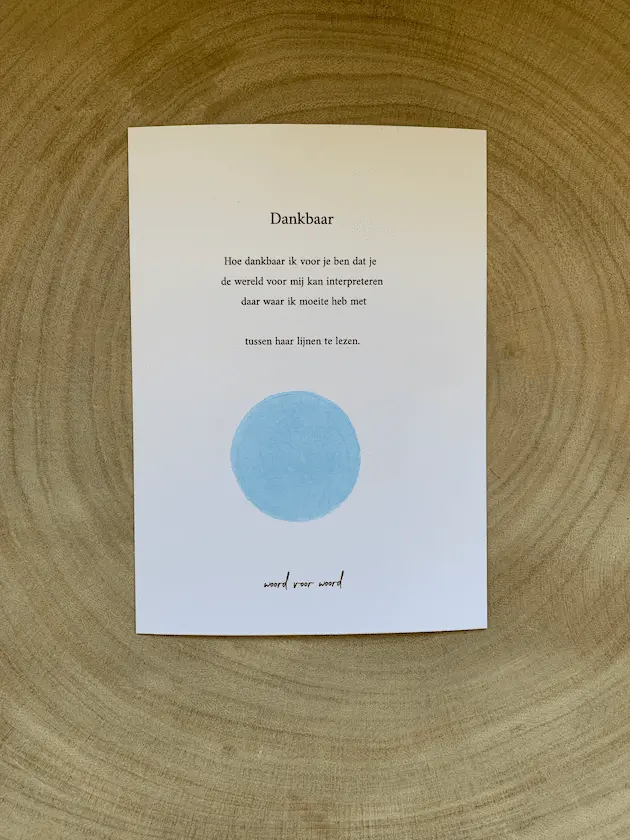 Dankbaar
Hoe dankbaar ik voor je ben dat je
de wereld voor mij kan interpreteren
daar waar ik moeite heb met
tussen haar lijnen te lezen.
woord voor woord